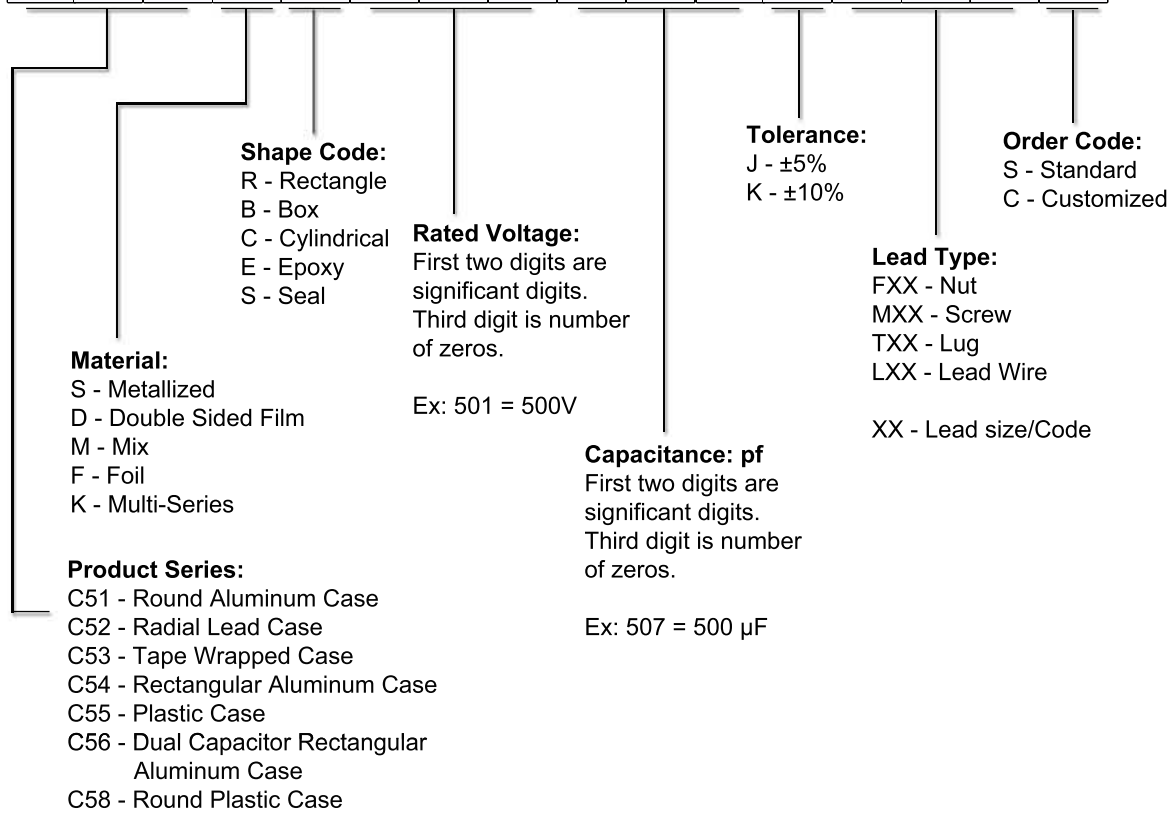 Shape Code:
R - Rectangle
B - Box
C - Cylindrical
E - Epoxy
S - Seal
Rated Voltage:
First two digits are
significant digits.
Third digit is number
of zeros.
Ex: 501 = 500V
Tolerance:
J - ±5%
K - ±10%
Order Code:
S - Standard
C - Customized
Lead Type:
FXX - Nut
MXX - Screw
TXX - Lug
LXX - Lead Wire
XX - Lead size/Code
Material:
S - Metallized
D - Double Sided Film
M - Mix
F - Foil
K - Multi-Series
Capacitance: pf
First two digits are
significant digits.
Third digit is number
of zeros.
Ex: 507 = 500 µF
Product Series:
C51 - Round Aluminum Case
C52 - Radial Lead Case
C53 - Tape Wrapped Case
C54 - Rectangular Aluminum Case
C55 - Plastic Case
C56 - Dual Capacitor Rectangular
Aluminum Case
C58 - Round Plastic Case